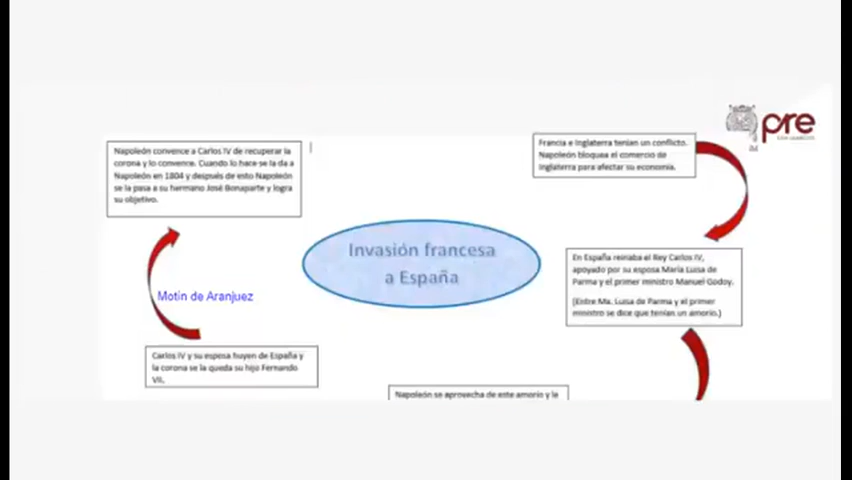 pre
Napoleón convence a Carlos IV de recuperar la
corona y lo convence. Cuando lo hace se la da a
Napoleón en 1804 y después de esto Napoleón
se la pasa a su hermano José Bonaparte y logra
su objetivo.
Francia e Inglaterra tenían un conflicto.
Napoleón bloquea el comercio de
Inglaterra para afectar su economía.
Invasión francesa
a España
En España reinaba el Rey Carlos IV,
apoyado por su esposa María Luisa de
Parma y el primer ministro Manuel Godoy.
(Entre Ma. Luisa de Parma y el primer
ministro se dice que tenían un amorío.)
Motin de Aranjuez
Carlos IV y su esposa huyen de España y
la corona se la queda su hijo Fernando
VII.
Napoleón se aprovecha de este amorío y le